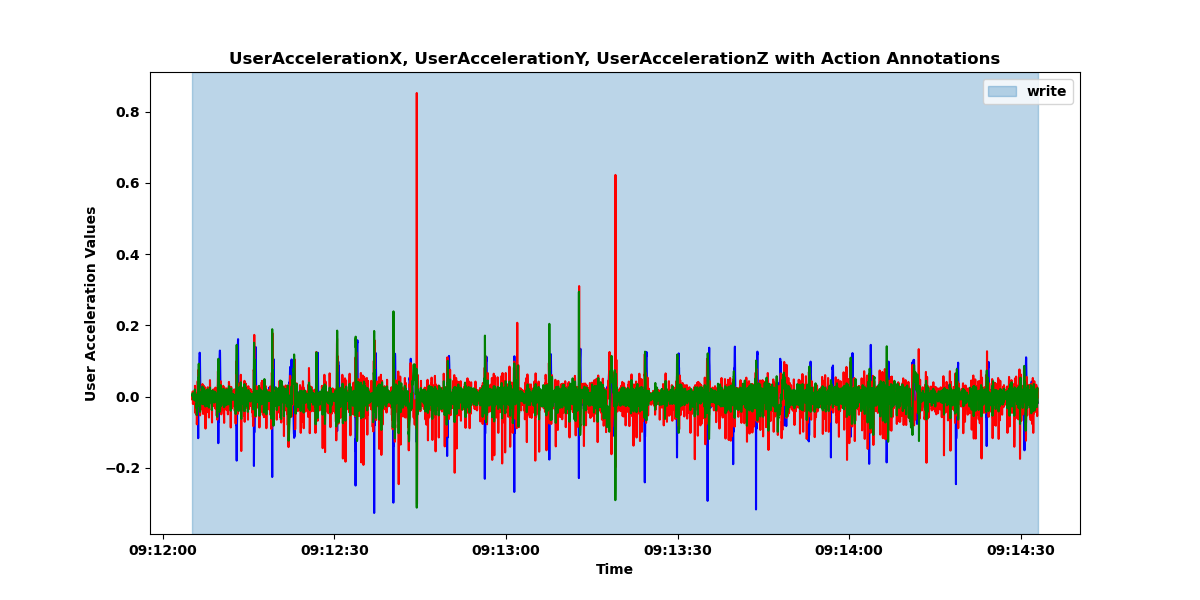 UserAccelerationX, UserAccelerationY, UserAccelerationZ with Action Annotations
write
User Acceleration Values
0.8
0.6
0.4
0.2
0.0
−0.2
09:12:00 09:12:30 09:13:00 09:13:30 09:14:00 09:14:30
Time